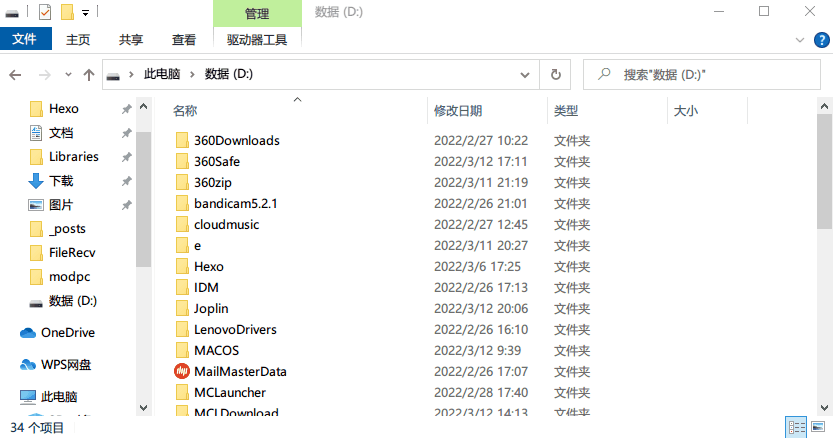 管理 数据 (D:)
文件 主页 共享 查看 驱动器工具
此电脑 数据 (D:) 搜索"数据 (D:)"
名称 修改日期 类型 大小
Hexo
文档
Libraries
下载
图片
_posts
FileRecv
modpc
数据 (D:)
OneDrive
WPS网盘
此电脑
360Downloads 2022/2/27 10:22 文件夹
360Safe 2022/3/12 17:11 文件夹
360zip 2022/3/11 21:19 文件夹
bandicam5.2.1 2022/2/26 21:01 文件夹
cloudmusic 2022/2/27 12:45 文件夹
e 2022/3/11 20:27 文件夹
Hexo 2022/3/6 17:25 文件夹
IDM 2022/2/26 17:13 文件夹
Joplin 2022/3/12 20:06 文件夹
LenovoDrivers 2022/2/26 16:10 文件夹
MACOS 2022/3/12 9:39 文件夹
MailMasterData 2022/2/26 17:07 文件夹
MCLauncher 2022/2/28 17:40 文件夹
MCLDownload 2022/3/12 14:13 文件夹
34 个项目